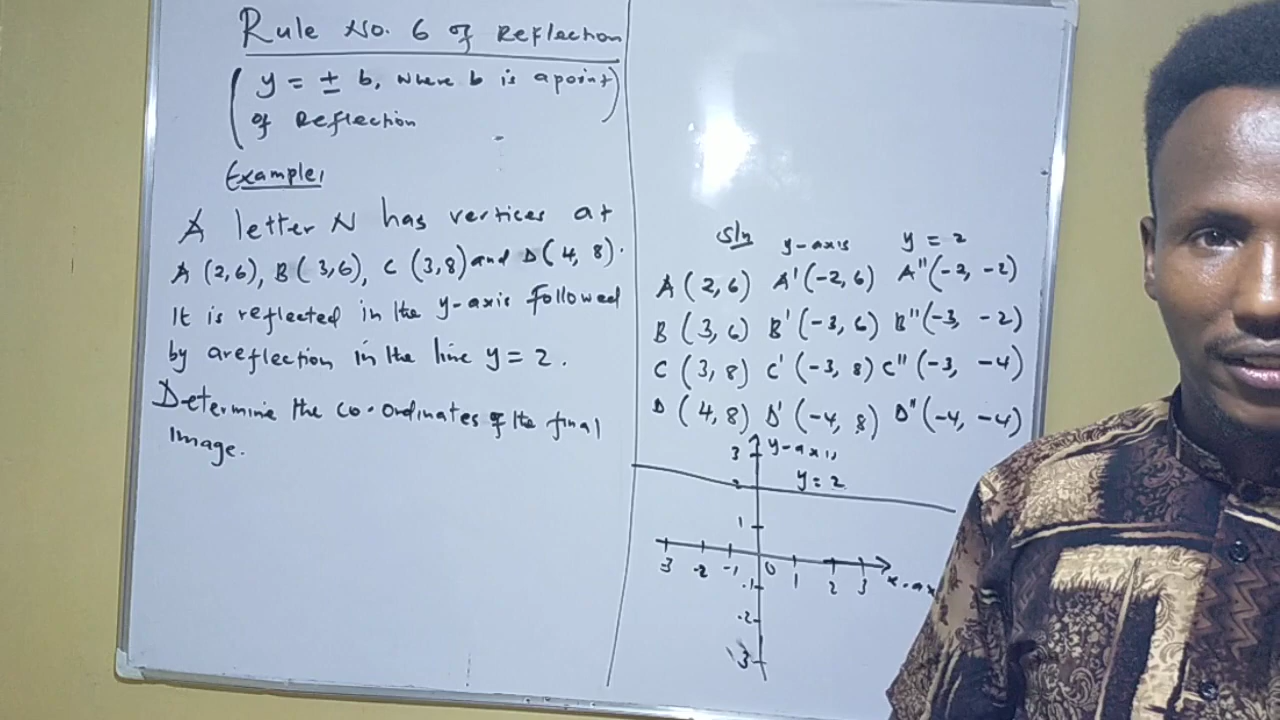 Rule No. 6 of Reflection
(y = ± b, where b is a point
of Reflection)
Example,
A letter N has vertices at
A (2,6), B (3,6), C (3,8) and D(4, 8).
It is reflected in the y-axis followed
by a reflection in the line y = 2.
Determine the co-ordinates of the final
image.
Sln y-axis y = 2
A (2,6) A'(-2,6) A"(-2, -2)
B (3,6) B'(-3, 6) B"(-3, -2)
C (3,8) C'(-3, 8) C"(-3, -4)
D (4,8) D'(-4, 8) D"(-4, -4)
3 y-axis
2 y = 2
1
-3 -2 -1 0 1 2 3 x-ax
-1
-2
-3